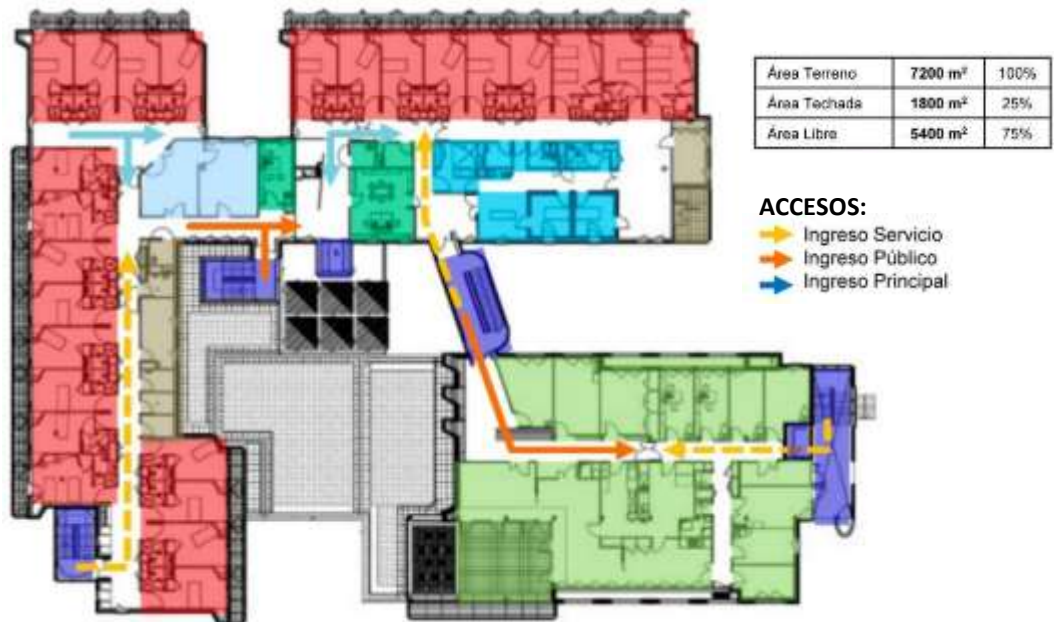 Área Terreno 7200 m² 100%
Área Techada 1800 m² 25%
Área Libre 5400 m² 75%
ACCESOS:
Ingreso Servicio
Ingreso Público
Ingreso Principal